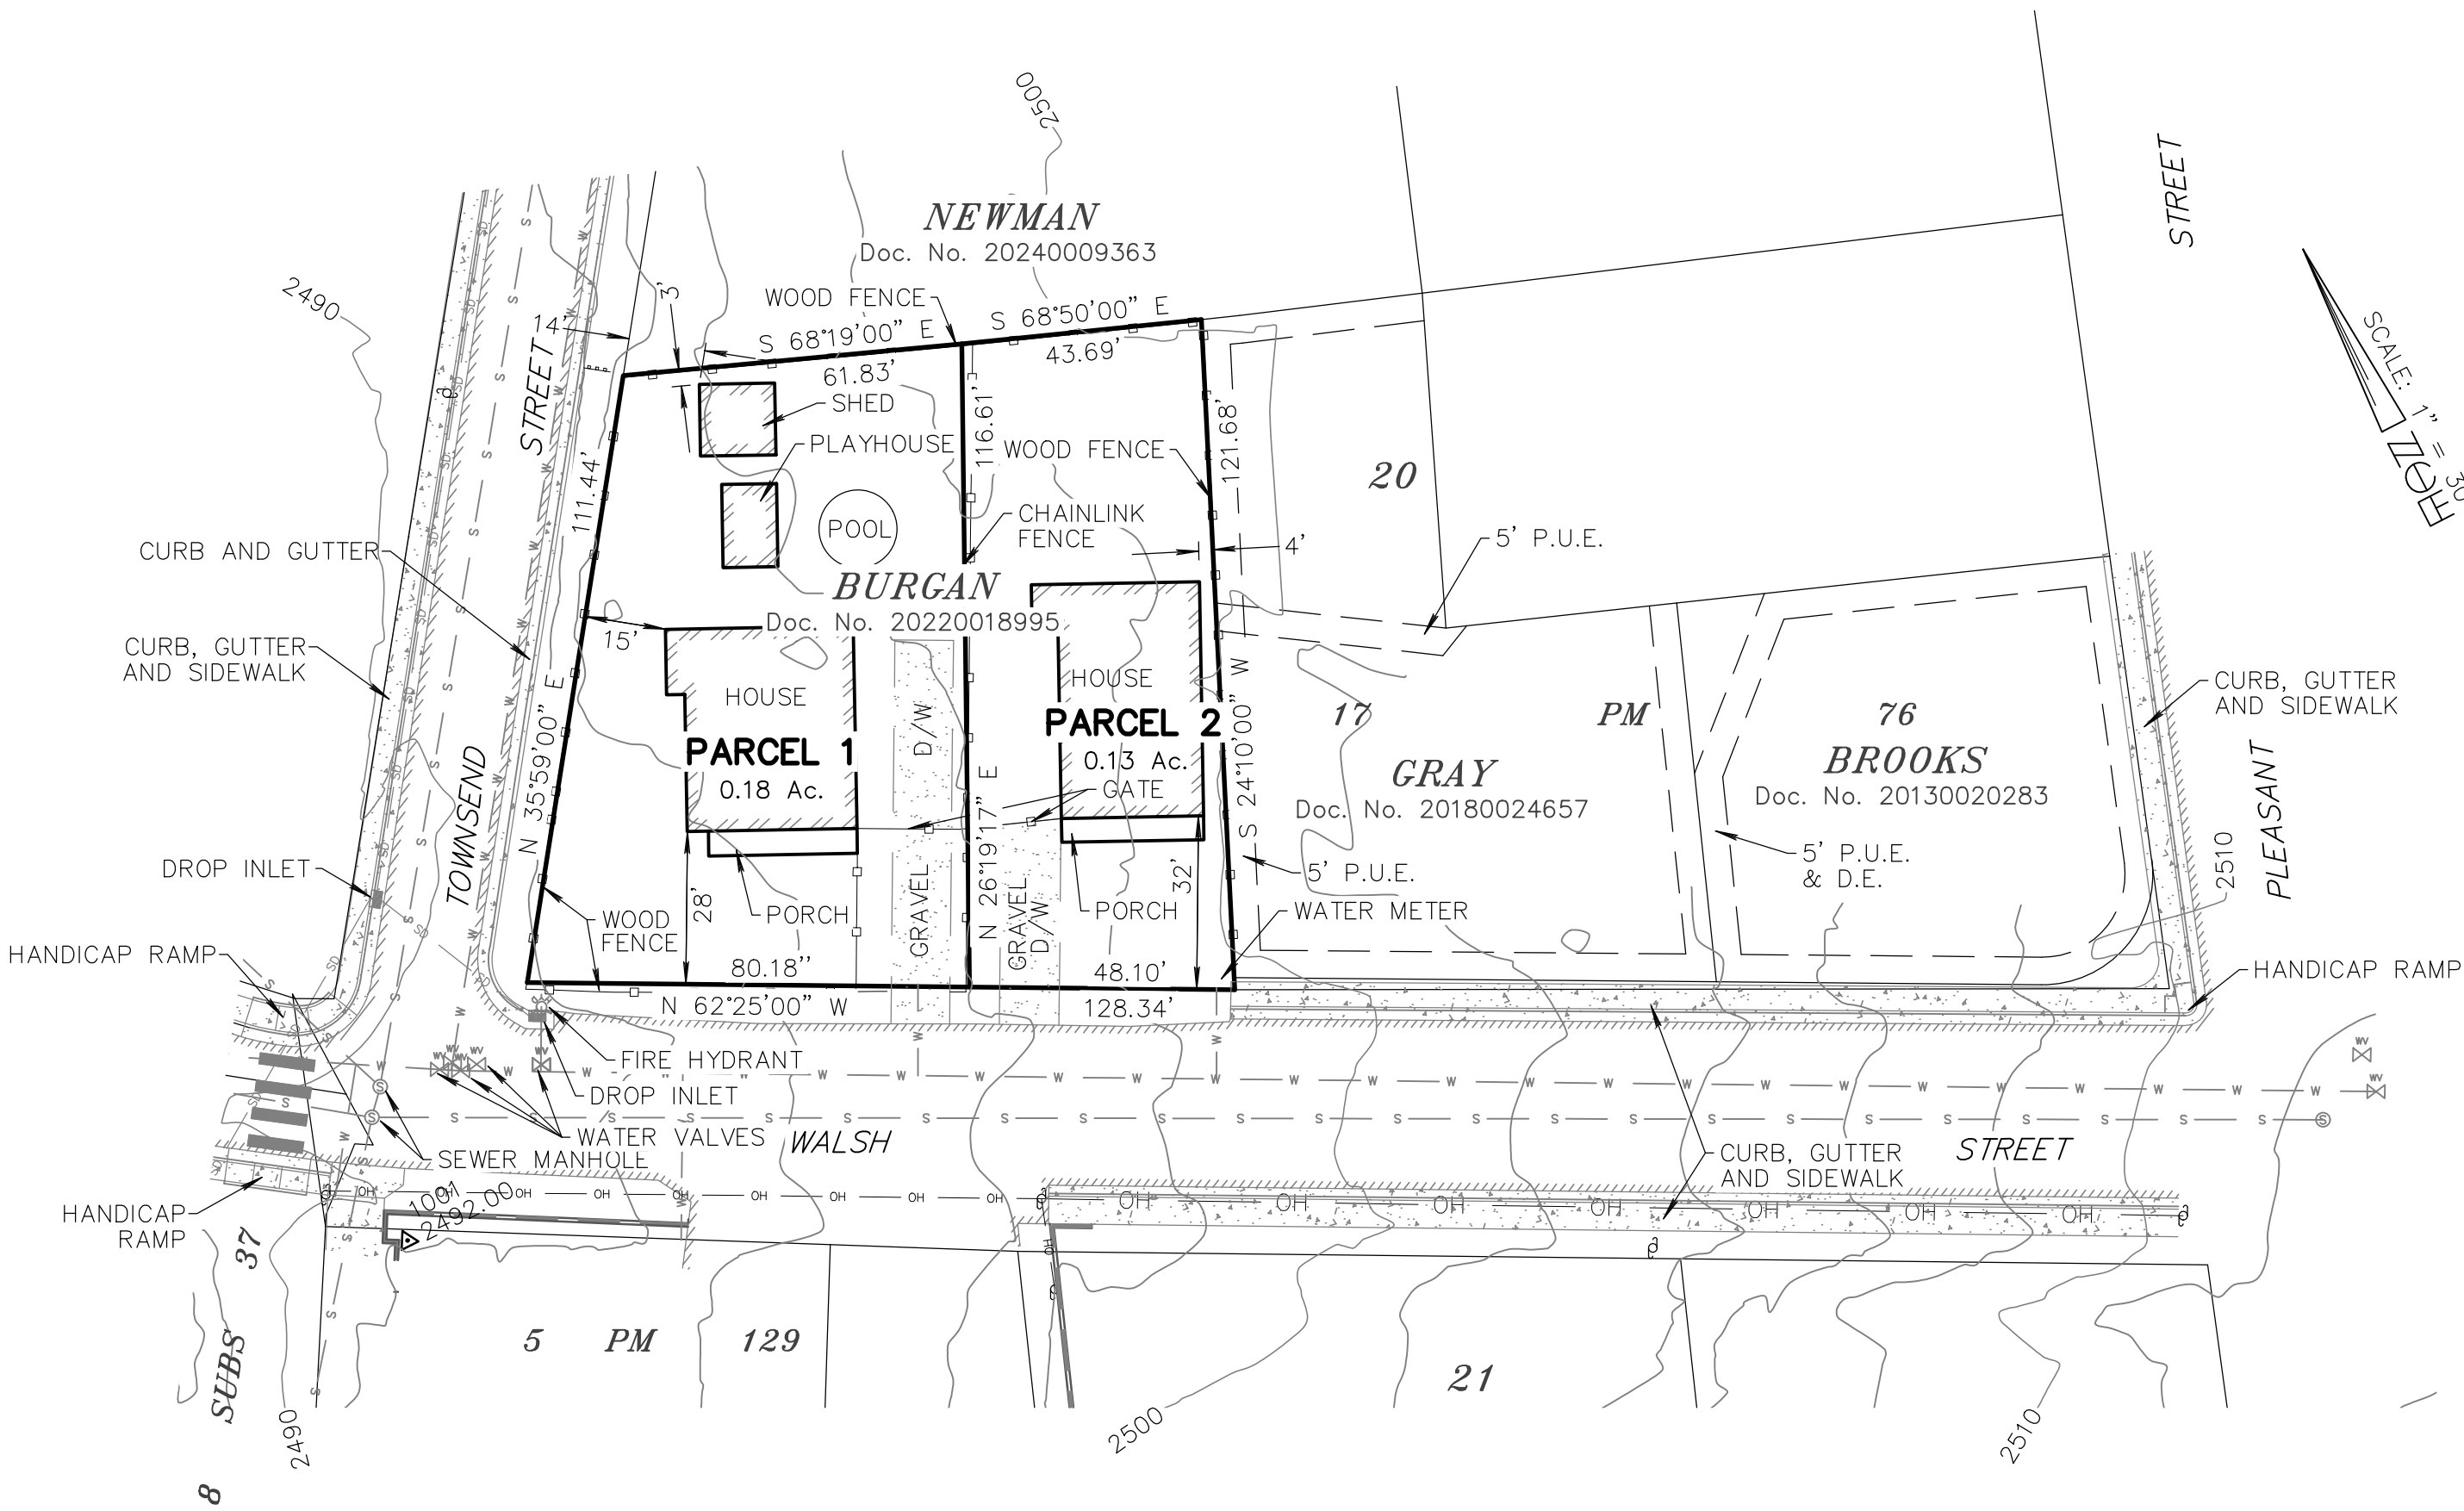 2500
STREET
NEWMAN
Doc. No. 20240009363
2490
3'
WOOD FENCE
S 68°19'00" E
S 68°50'00" E
14'
61.83'
43.69'
SCALE: 1" = 30'
STREET
SHED
PLAYHOUSE
116.61'
WOOD FENCE
121.68'
20
111.44'
POOL
CHAINLINK
FENCE
4'
5' P.U.E.
CURB AND GUTTER
BURGAN
Doc. No. 20220018995
15'
CURB, GUTTER
AND SIDEWALK
HOUSE
D/W
HOUSE
CURB, GUTTER
AND SIDEWALK
PARCEL 1
0.18 Ac.
PARCEL 2
0.13 Ac.
GATE
17 PM 76
GRAY
Doc. No. 20180024657
BROOKS
Doc. No. 20130020283
N 35°59'00" E
N 26°19'17" E
S 24°10'00" W
TOWNSEND
PLEASANT
2510
DROP INLET
5' P.U.E.
5' P.U.E.
& D.E.
WOOD
FENCE
28'
PORCH
GRAVEL
GRAVEL
D/W
PORCH
32'
WATER METER
HANDICAP RAMP
HANDICAP RAMP
80.18''
48.10'
N 62°25'00" W
128.34'
FIRE HYDRANT
DROP INLET
WATER VALVES
SEWER MANHOLE
WALSH
STREET
CURB, GUTTER
AND SIDEWALK
HANDICAP
RAMP
1001
2492.00
SUBS 37
8
5 PM 129
21
2490
2500
2510